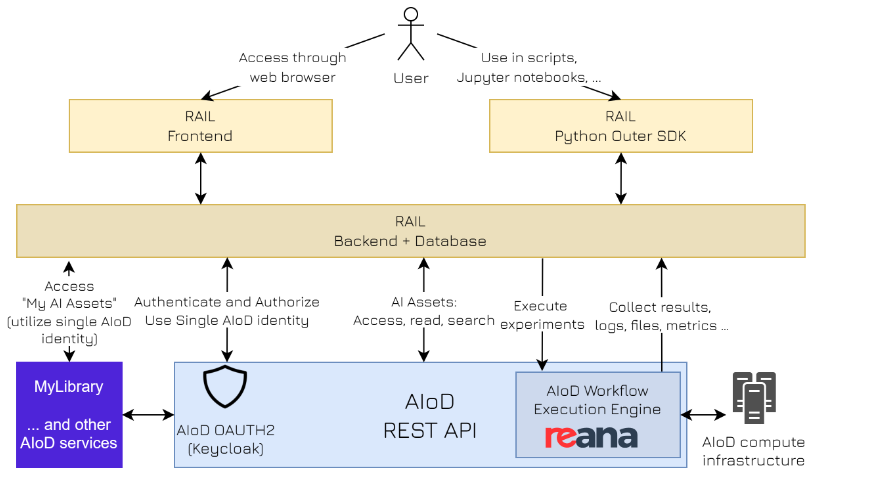 User
Access through
web browser
Use in scripts,
Jupyter notebooks, ...
RAIL
Frontend
RAIL
Python Outer SDK
RAIL
Backend + Database
Access
"My AI Assets"
(utilize single AIoD
identity)
Authenticate and Authorize
Use Single AIoD identity
AI Assets:
Access, read, search
Execute
experiments
Collect results,
logs, files, metrics ...
MyLibrary
... and other
AIoD services
AIoD OAUTH2
(Keycloak)
AIoD
REST API
AIoD Workflow
Execution Engine
reana
AIoD compute
infrastructure